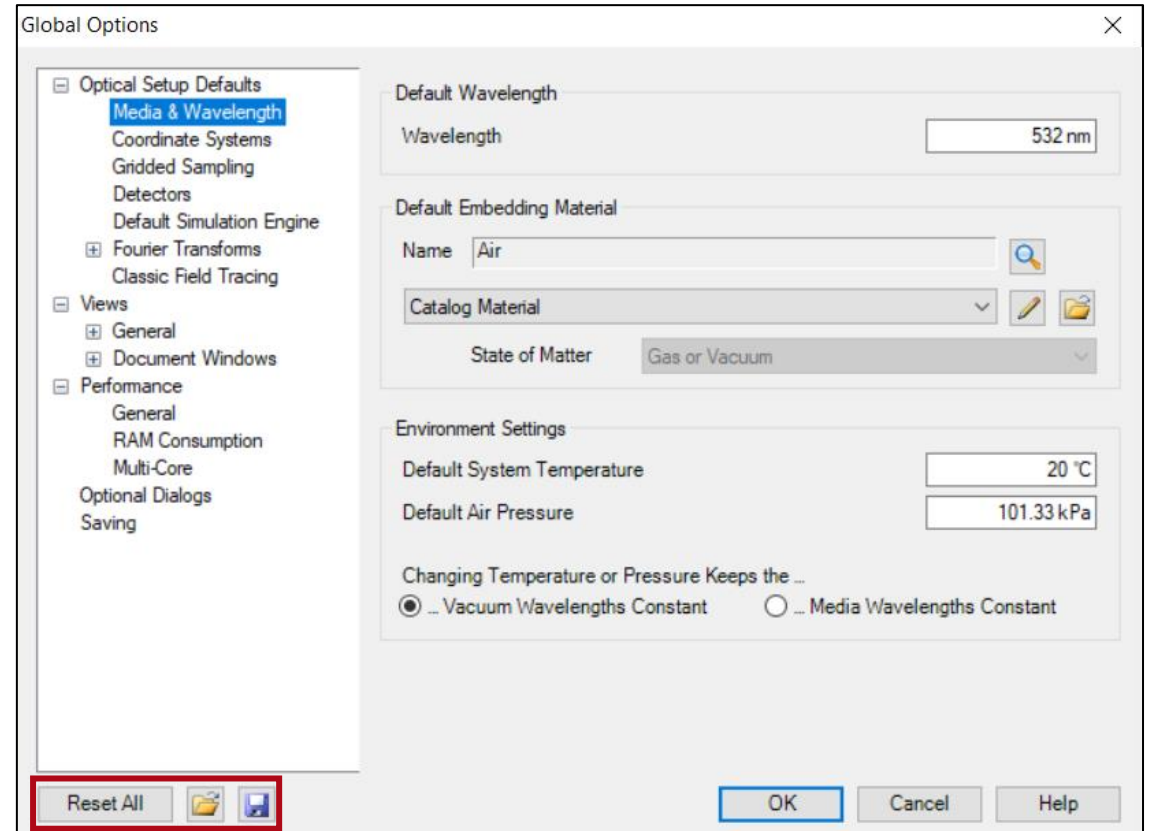 Global Options
Optical Setup Defaults
Media & Wavelength
Coordinate Systems
Gridded Sampling
Detectors
Default Simulation Engine
Fourier Transforms
Classic Field Tracing
Views
General
Document Windows
Performance
General
RAM Consumption
Multi-Core
Optional Dialogs
Saving
Default Wavelength
Wavelength 532 nm
Default Embedding Material
Name Air
Catalog Material
State of Matter Gas or Vacuum
Environment Settings
Default System Temperature 20 °C
Default Air Pressure 101.33 kPa
Changing Temperature or Pressure Keeps the ...
... Vacuum Wavelengths Constant ... Media Wavelengths Constant
Reset All OK Cancel Help